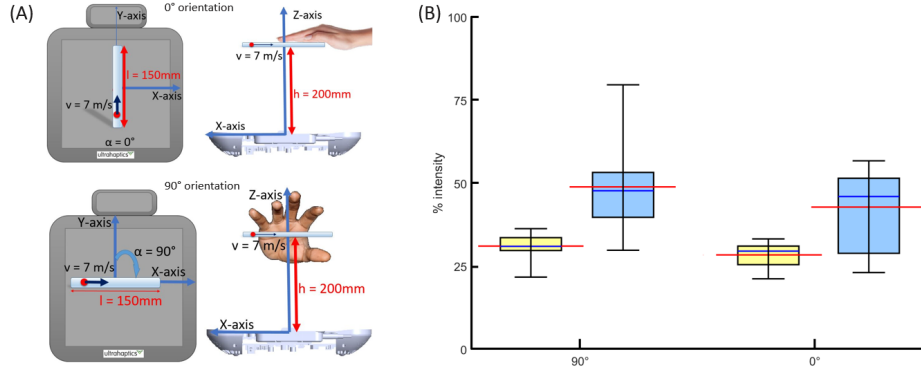 (A)
0° orientation
Y-axis
l = 150mm
X-axis
v = 7 m/s
α = 0°
ultrahaptics
Z-axis
v = 7 m/s
h = 200mm
X-axis
90° orientation
Y-axis
α = 90°
v = 7 m/s
X-axis
l = 150mm
ultrahaptics
Z-axis
v = 7 m/s
h = 200mm
X-axis
(B)
% intensity
100
75
50
25
0
90°
0°